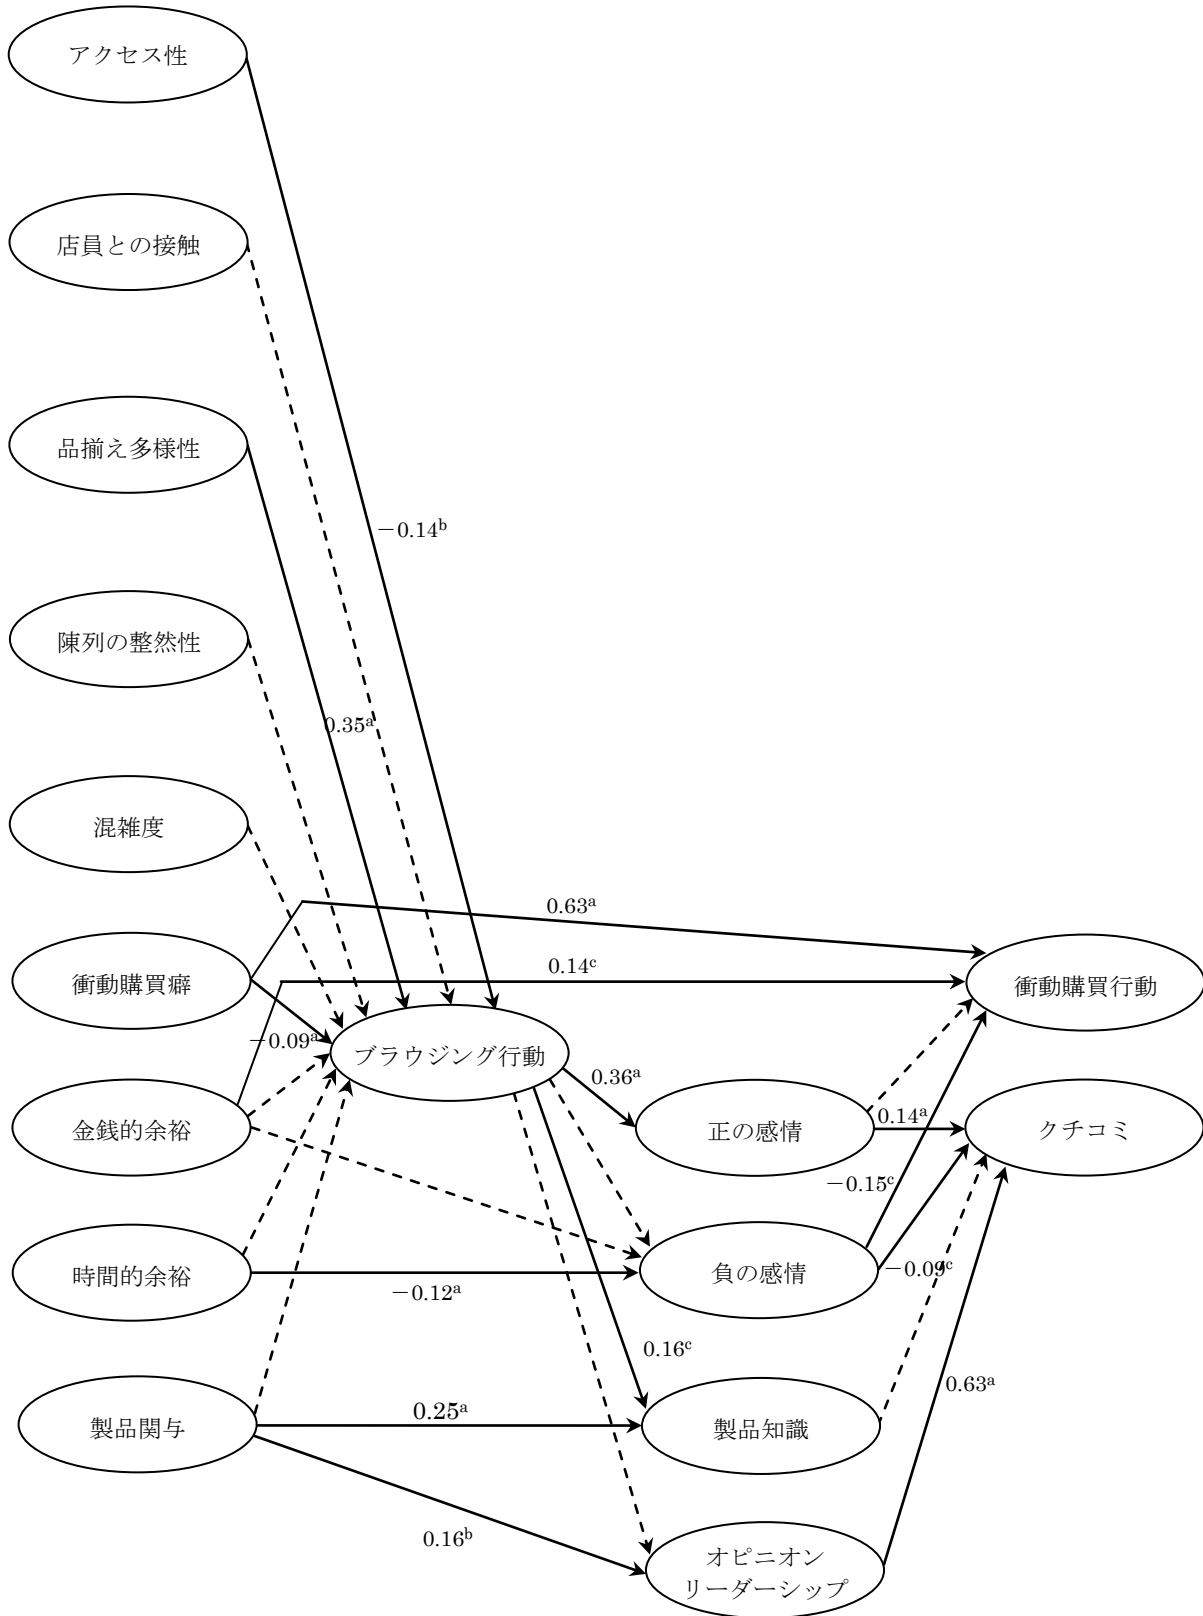 アクセス性
店員との接触
品揃え多様性
−0.14ᵇ
陳列の整然性
0.35ᵃ
混雑度
0.63ᵃ
衝動購買癖
0.14ᶜ
衝動購買行動
−0.09ᵃ
ブラウジング行動
0.36ᵃ
金銭的余裕
正の感情
0.14ᵃ
クチコミ
−0.15ᶜ
時間的余裕
−0.12ᵃ
負の感情
−0.09ᶜ
0.16ᶜ
0.63ᵃ
製品関与
0.25ᵃ
製品知識
0.16ᵇ
オピニオン
リーダーシップ